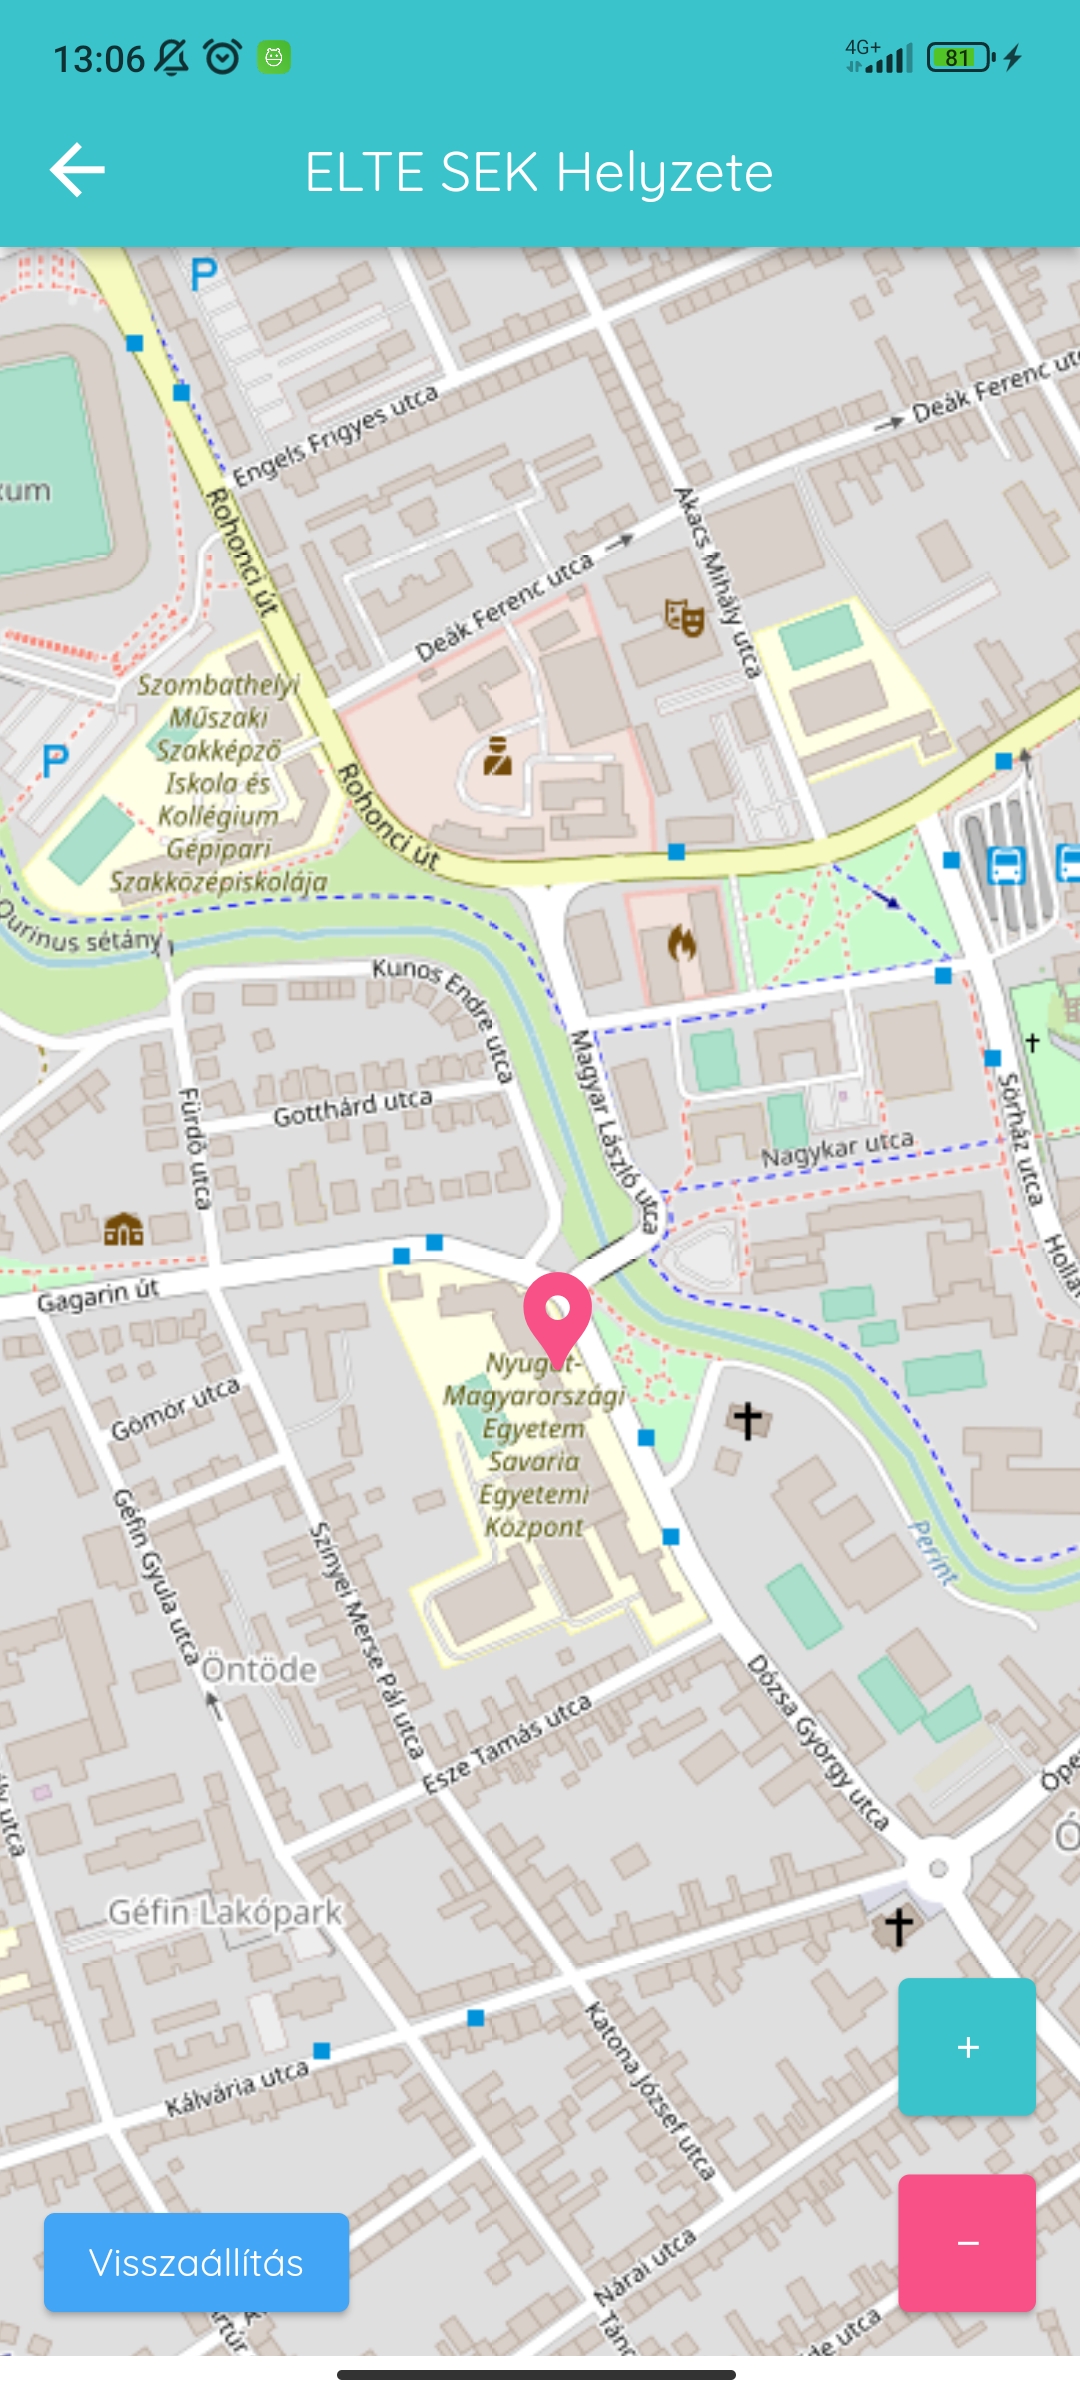 13:06
4G+
81
ELTE SEK Helyzete
P
Deák Ferenc
Engels Frigyes utca
Rohonci út
Akacs Mihály utca
Deák Ferenc utca
Szombathelyi
Műszaki
Szakképző
Iskola és
Kollégium
Gépipari
Szakközépiskolája
P
Rohonci út
Ourinus sétány
Kunos Endre utca
Magyar László utca
Fürdő utca
Gotthárd utca
Nagykar utca
Sörház utca
Gagarin út
Nyugat-
Magyarországi
Egyetem
Savaria
Egyetemi
Központ
Gömör utca
Géfin Gyula utca
Szinyei Merse Pál utca
Perint
Öntöde
Dózsa György utca
Esze Tamás utca
Géfin Lakópark
Katona József utca
Kálvária utca
+
Nárai utca
−
Visszaállítás